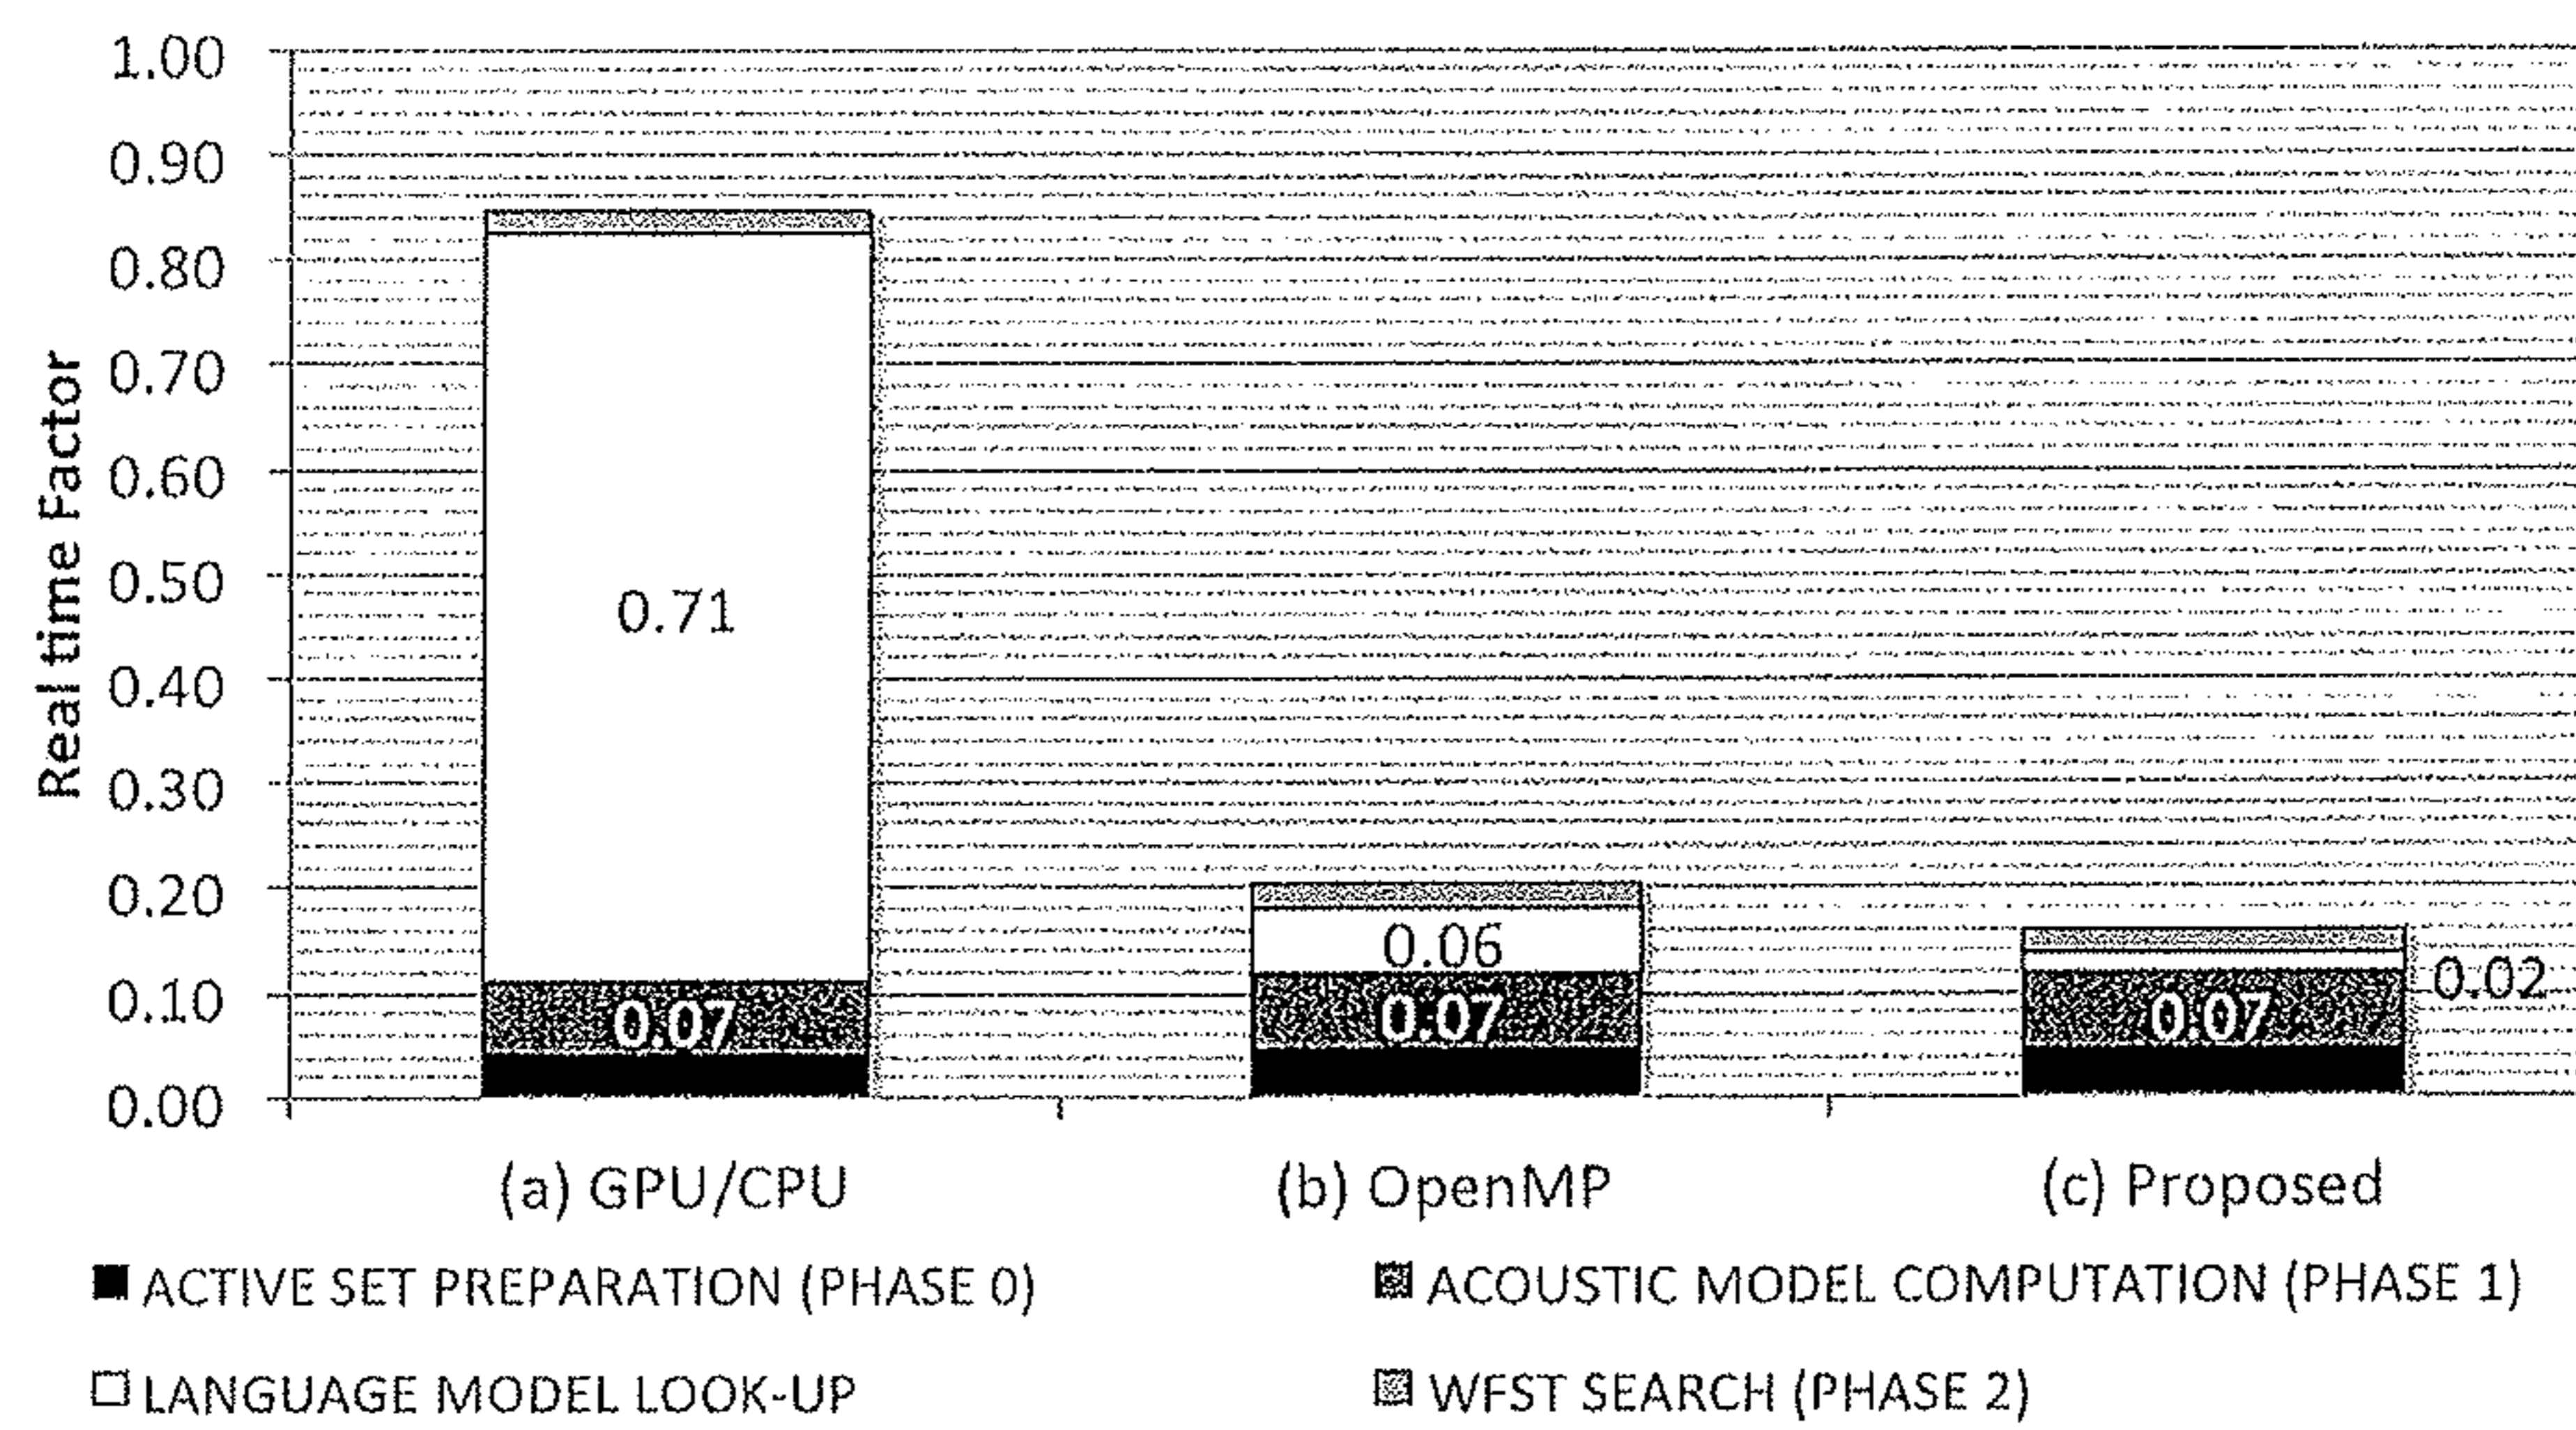 1.00
0.90
0.80
0.70
0.60
0.50
0.40
0.30
0.20
0.10
0.00
Real time Factor
0.71
0.07
0.06
0.07
0.02
0.07
(a) GPU/CPU
(b) OpenMP
(c) Proposed
ACTIVE SET PREPARATION (PHASE 0)
ACOUSTIC MODEL COMPUTATION (PHASE 1)
LANGUAGE MODEL LOOK-UP
WFST SEARCH (PHASE 2)